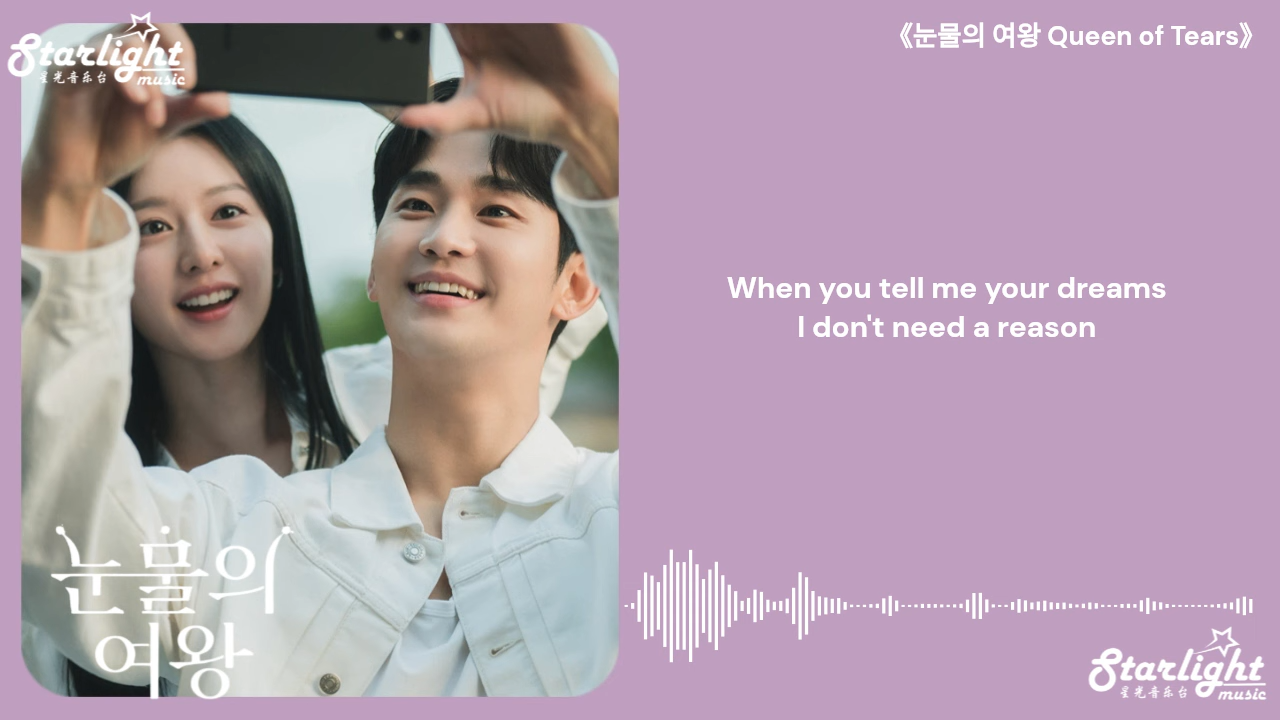 Starlight
星光音乐台 music
《눈물의 여왕 Queen of Tears》
When you tell me your dreams
I don't need a reason
눈물의
여왕
Starlight
星光音乐台 music